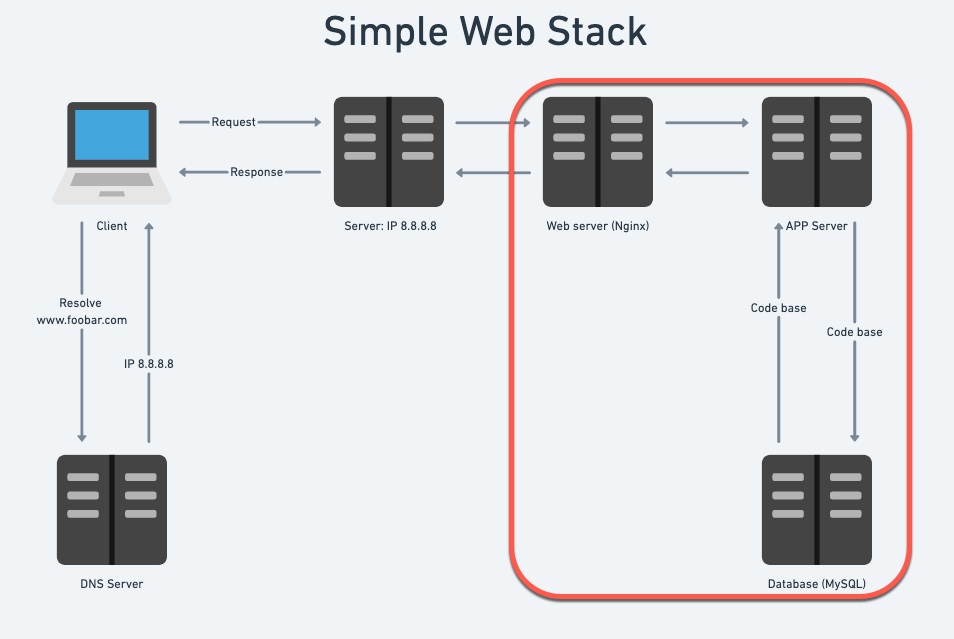 Simple Web Stack
Request
Response
Client
Server: IP 8.8.8.8
Web server (Nginx)
APP Server
Resolve
www.foobar.com
IP 8.8.8.8
Code base
Code base
DNS Server
Database (MySQL)